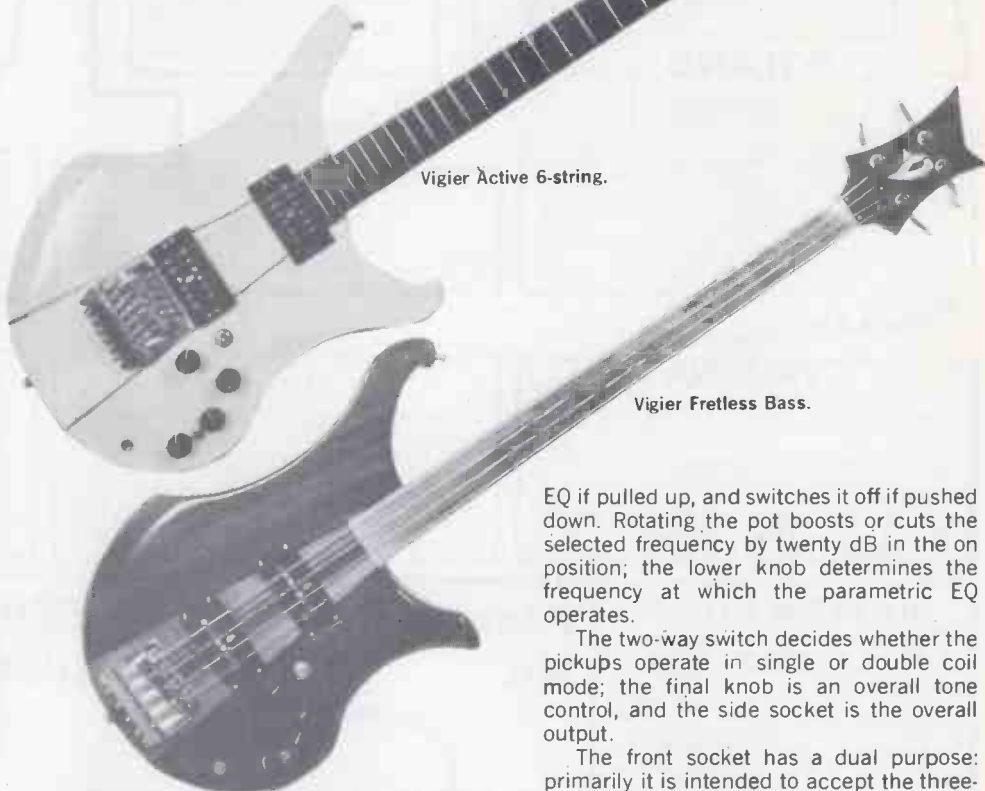 Vigier Active 6-string.
Vigier Fretless Bass.
EQ if pulled up, and switches it off if pushed
down. Rotating the pot boosts or cuts the
selected frequency by twenty dB in the on
position; the lower knob determines the
frequency at which the parametric EQ
operates.
The two-way switch decides whether the
pickups operate in single or double coil
mode; the final knob is an overall tone
control, and the side socket is the overall
output.
The front socket has a dual purpose:
primarily it is intended to accept the three-